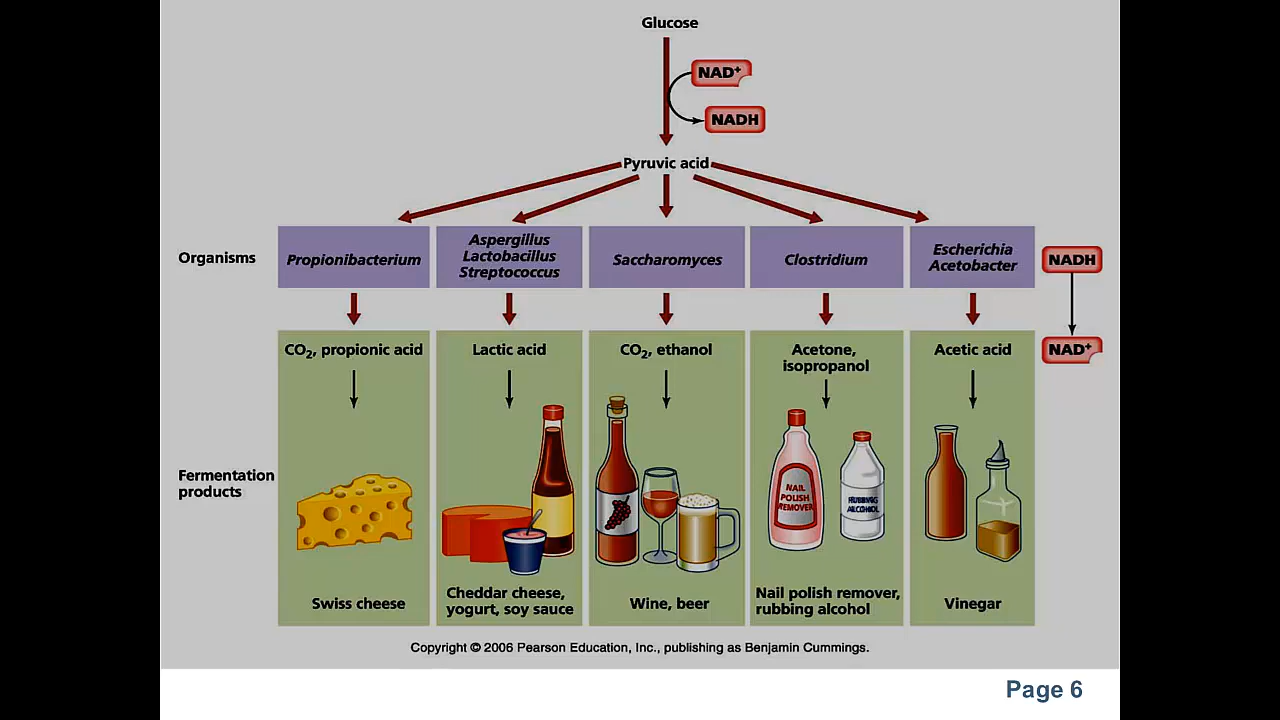 Glucose
NAD+
NADH
Pyruvic acid
Organisms
Propionibacterium
Aspergillus
Lactobacillus
Streptococcus
Saccharomyces
Clostridium
Escherichia
Acetobacter
NADH
CO2, propionic acid
Lactic acid
CO2, ethanol
Acetone,
isopropanol
Acetic acid
NAD+
Fermentation
products
NAIL
POLISH
REMOVER
RUBBING
ALCOHOL
Swiss cheese
Cheddar cheese,
yogurt, soy sauce
Wine, beer
Nail polish remover,
rubbing alcohol
Vinegar
Copyright © 2006 Pearson Education, Inc., publishing as Benjamin Cummings.
Page 6